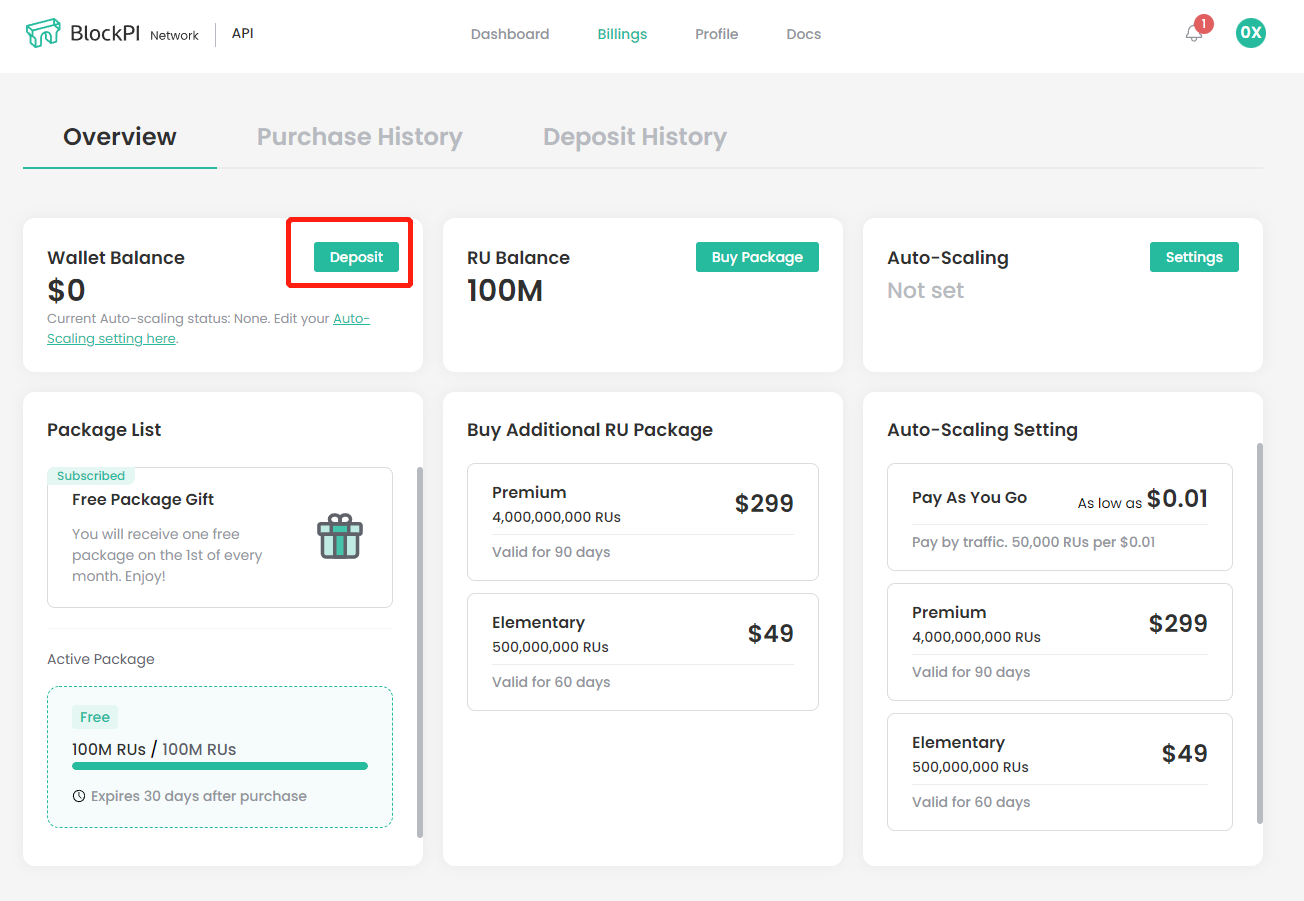 BlockPI Network API
Dashboard
Billings
Profile
Docs
1
0X
Overview
Purchase History
Deposit History
Wallet Balance
Deposit
$0
Current Auto-scaling status: None. Edit your Auto-
Scaling setting here.
RU Balance
Buy Package
100M
Auto-Scaling
Settings
Not set
Package List
Subscribed
Free Package Gift
You will receive one free
package on the 1st of every
month. Enjoy!
Active Package
Free
100M RUs / 100M RUs
Expires 30 days after purchase
Buy Additional RU Package
Premium
4,000,000,000 RUs
$299
Valid for 90 days
Elementary
500,000,000 RUs
$49
Valid for 60 days
Auto-Scaling Setting
Pay As You Go
As low as $0.01
Pay by traffic. 50,000 RUs per $0.01
Premium
4,000,000,000 RUs
$299
Valid for 90 days
Elementary
500,000,000 RUs
$49
Valid for 60 days